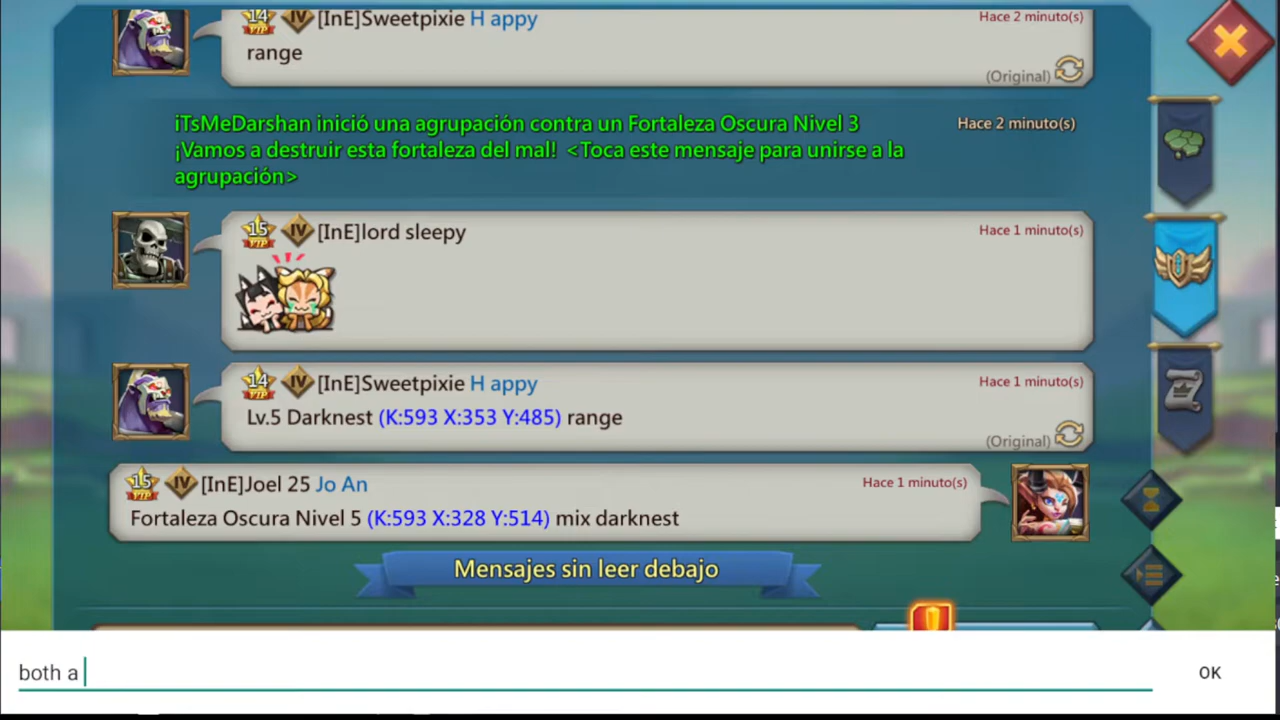 14 VIP IV [InE]Sweetpixie H appy Hace 2 minuto(s)
range
(Original)
iTsMeDarshan inició una agrupación contra un Fortaleza Oscura Nivel 3 Hace 2 minuto(s)
¡Vamos a destruir esta fortaleza del mal! <Toca este mensaje para unirse a la
agrupación>
15 VIP IV [InE]lord sleepy Hace 1 minuto(s)
14 VIP IV [InE]Sweetpixie H appy Hace 1 minuto(s)
Lv.5 Darknest (K:593 X:353 Y:485) range
(Original)
15 VIP IV [InE]Joel 25 Jo An Hace 1 minuto(s)
Fortaleza Oscura Nivel 5 (K:593 X:328 Y:514) mix darknest
Mensajes sin leer debajo
both a
OK